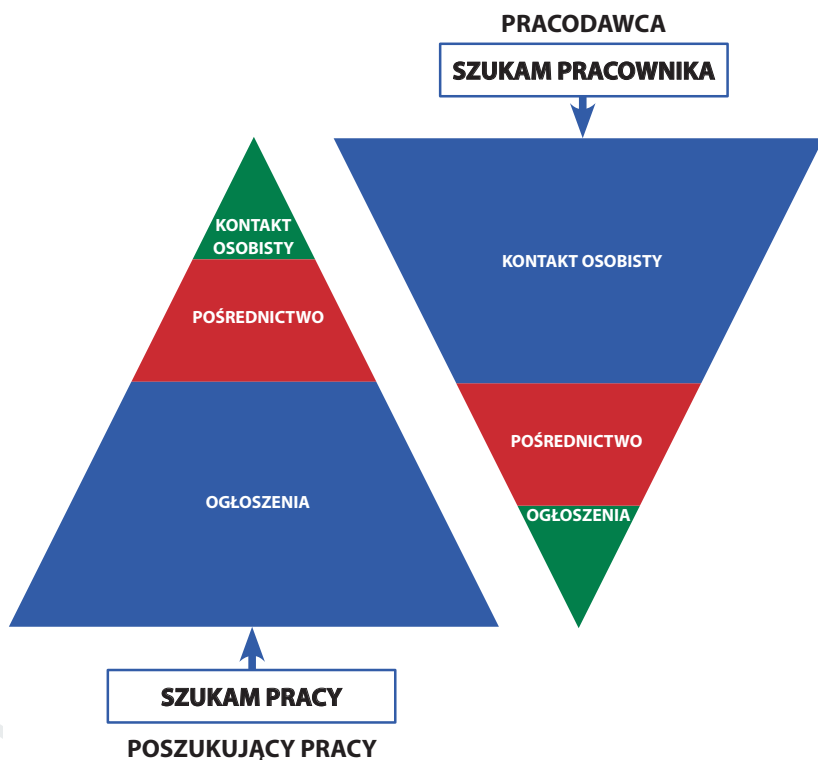 PRACODAWCA
SZUKAM PRACOWNIKA
KONTAKT
OSOBISTY
POŚREDNICTWO
OGŁOSZENIA
KONTAKT OSOBISTY
POŚREDNICTWO
OGŁOSZENIA
SZUKAM PRACY
POSZUKUJĄCY PRACY